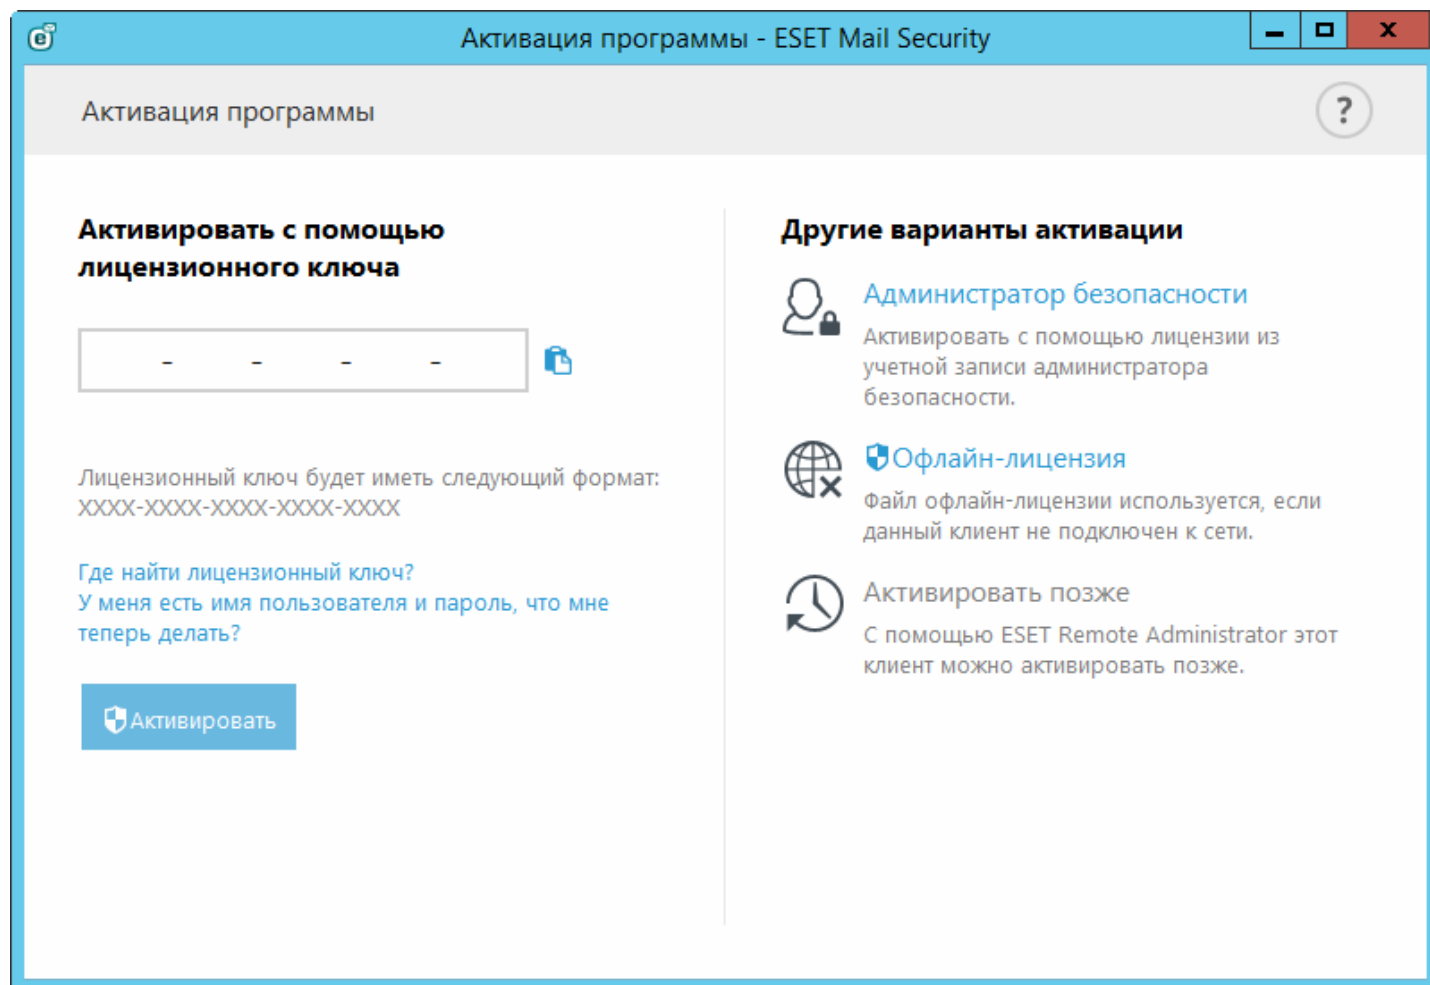 Активация программы - ESET Mail Security
Активация программы
?
Активировать с помощью
лицензионного ключа
- - - -
Лицензионный ключ будет иметь следующий формат:
XXXX-XXXX-XXXX-XXXX-XXXX
Где найти лицензионный ключ?
У меня есть имя пользователя и пароль, что мне
теперь делать?
Активировать
Другие варианты активации
Администратор безопасности
Активировать с помощью лицензии из
учетной записи администратора
безопасности.
Офлайн-лицензия
Файл офлайн-лицензии используется, если
данный клиент не подключен к сети.
Активировать позже
С помощью ESET Remote Administrator этот
клиент можно активировать позже.